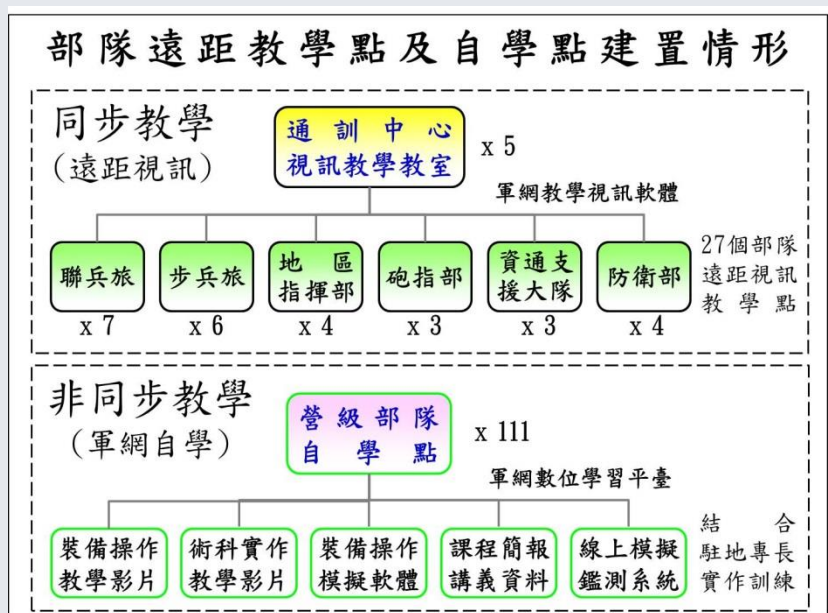 部隊遠距教學點及自學點建置情形
同步教學
(遠距視訊)
通訓中心
視訊教學教室
x 5
軍網教學視訊軟體
聯兵旅
x 7
步兵旅
x 6
地區
指揮部
x 4
砲指部
x 3
資通支
援大隊
x 3
防衛部
x 4
27個部隊
遠距視訊
教學點
非同步教學
(軍網自學)
營級部隊
自學點
x 111
軍網數位學習平臺
裝備操作
教學影片
術科實作
教學影片
裝備操作
模擬軟體
課程簡報
講義資料
線上模擬
鑑測系統
結合
駐地專長
實作訓練